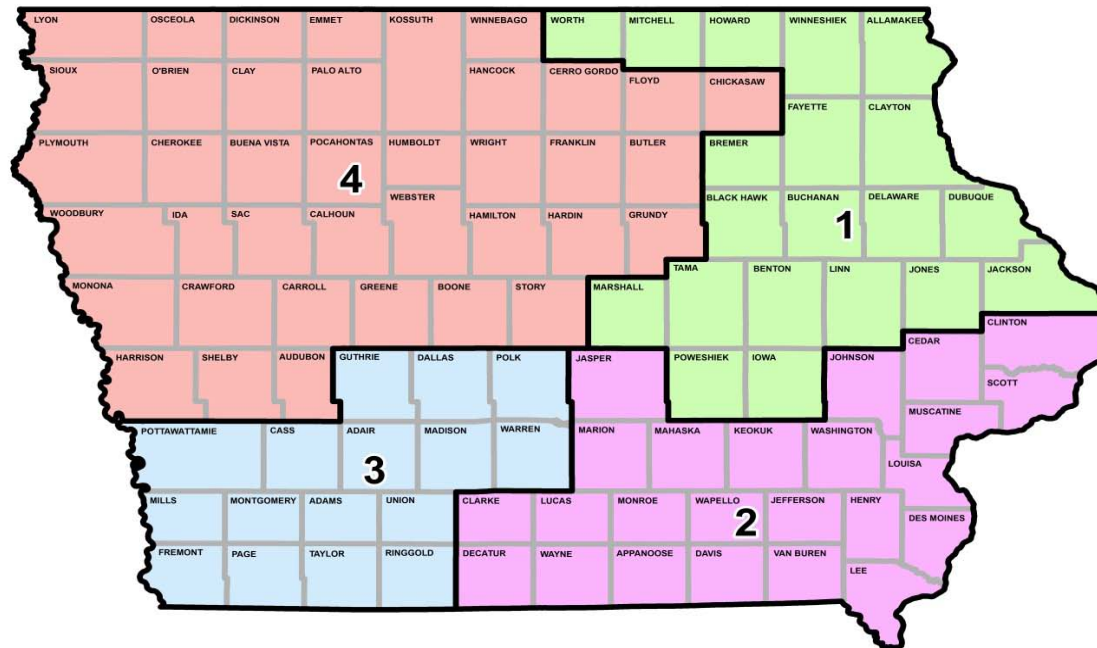 LYON
OSCEOLA
DICKINSON
EMMET
KOSSUTH
WINNEBAGO
WORTH
MITCHELL
HOWARD
WINNESHIEK
ALLAMAKEE
SIOUX
O'BRIEN
CLAY
PALO ALTO
HANCOCK
CERRO GORDO
FLOYD
CHICKASAW
FAYETTE
CLAYTON
PLYMOUTH
CHEROKEE
BUENA VISTA
POCAHONTAS
HUMBOLDT
WRIGHT
FRANKLIN
BUTLER
BREMER
4
WEBSTER
WOODBURY
IDA
SAC
CALHOUN
HAMILTON
HARDIN
GRUNDY
BLACK HAWK
BUCHANAN
DELAWARE
DUBUQUE
1
MONONA
CRAWFORD
CARROLL
GREENE
BOONE
STORY
MARSHALL
TAMA
BENTON
LINN
JONES
JACKSON
HARRISON
SHELBY
AUDUBON
GUTHRIE
DALLAS
POLK
JASPER
POWESHIEK
IOWA
JOHNSON
CEDAR
CLINTON
SCOTT
MUSCATINE
POTTAWATTAMIE
CASS
ADAIR
MADISON
WARREN
MARION
MAHASKA
KEOKUK
WASHINGTON
LOUISA
3
MILLS
MONTGOMERY
ADAMS
UNION
CLARKE
LUCAS
MONROE
WAPELLO
JEFFERSON
HENRY
DES MOINES
2
FREMONT
PAGE
TAYLOR
RINGGOLD
DECATUR
WAYNE
APPANOOSE
DAVIS
VAN BUREN
LEE